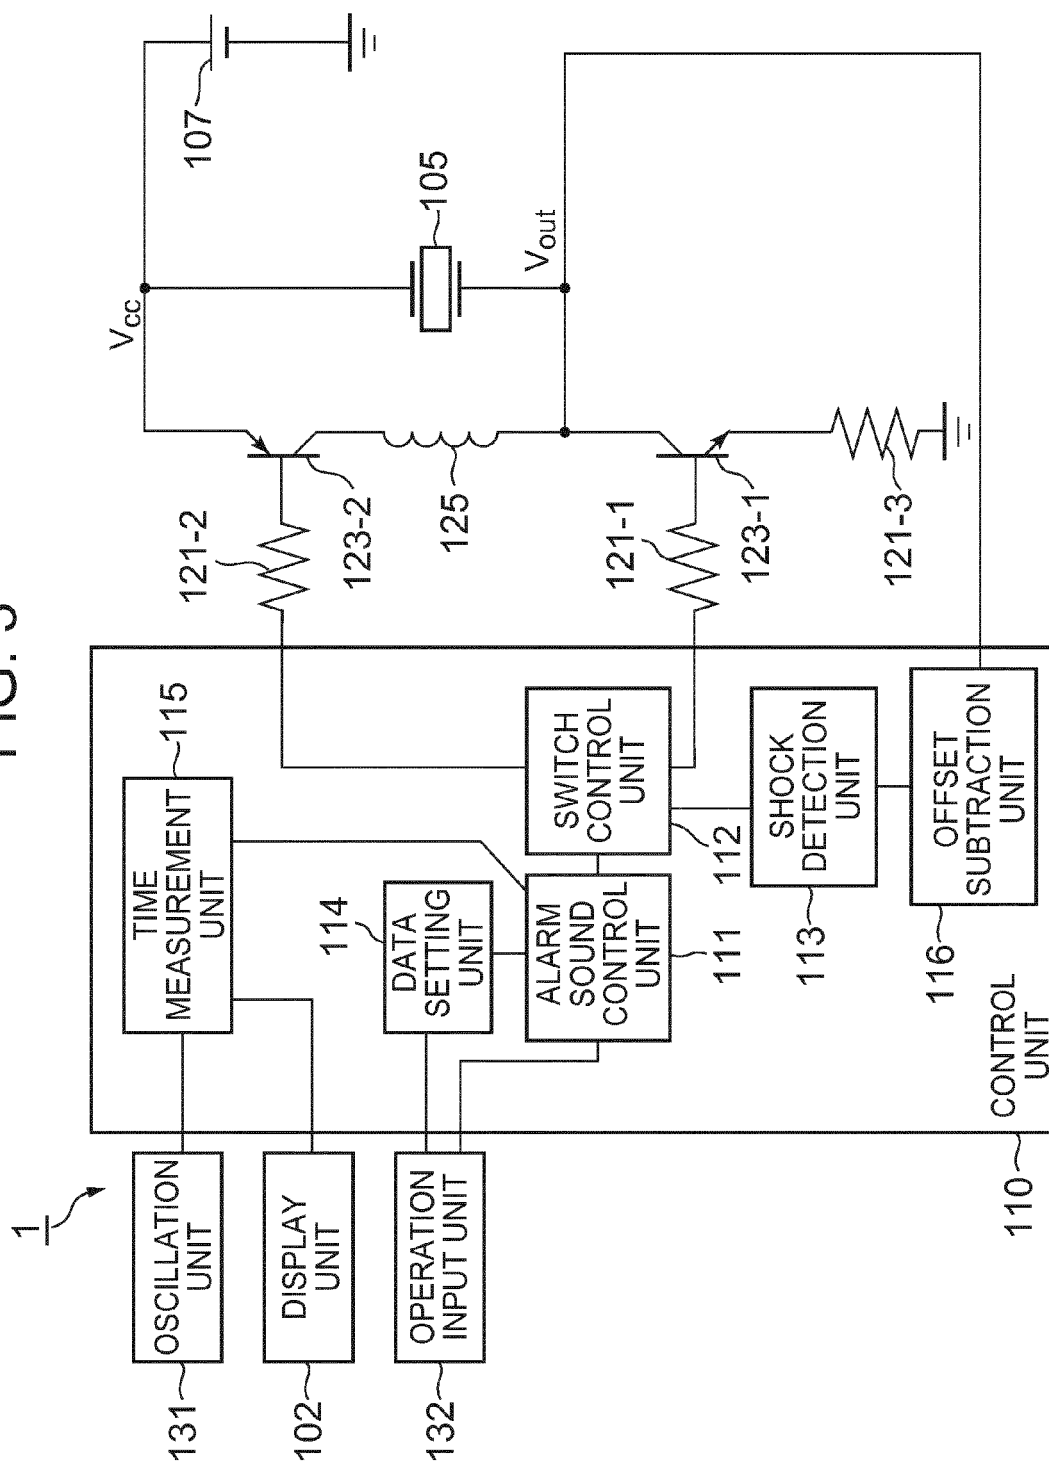 1
OSCILLATION
UNIT
131
DISPLAY
UNIT
102
OPERATION
INPUT UNIT
132
TIME
MEASUREMENT
UNIT
115
DATA
SETTING
UNIT
114
ALARM
SOUND
CONTROL
UNIT
111
SWITCH
CONTROL
UNIT
112
SHOCK
DETECTION
UNIT
113
OFFSET
SUBTRACTION
UNIT
116
CONTROL
UNIT
110
121-2
123-2
125
121-1
123-1
121-3
Vcc
Vout
105
107